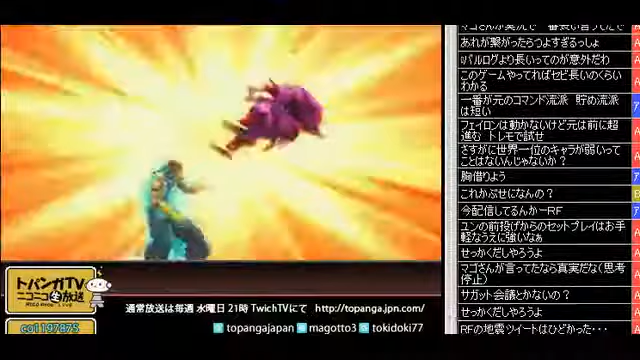 マゴさんが実況で一番長い言ってたで
あれが繋がったらつよすぎるっしょ
リバルログより長いってのが意外だわ
このゲームやってればセビ長いのくらい
わかる
一番が元のコマンド流派 貯め流派
は短い
フェイロンは動かないけど元は前に超
進む トレモで試せ
さすがに世界一位のキャラが弱いって
ことはないんじゃないか？
胸借りよう
これかぶせになんの？
今配信してるんかーRF
ユンの前投げからのセットプレイはお手
軽なうえに強いなぁ
せっかくだしやろうよ
マゴさんが言ってたなら真実だな(思考
停止)
サガット会議とかないの？
せっかくだしやろうよ
RFの地震ツイートはひどかった・・・
トパンガTV
ニコニコ生放送
NICO NICO LIVE
co1197875
通常放送は毎週 水曜日 21時 TwichTVにて http://topanga.jpn.com/
topangajapan magotto3 tokidoki77